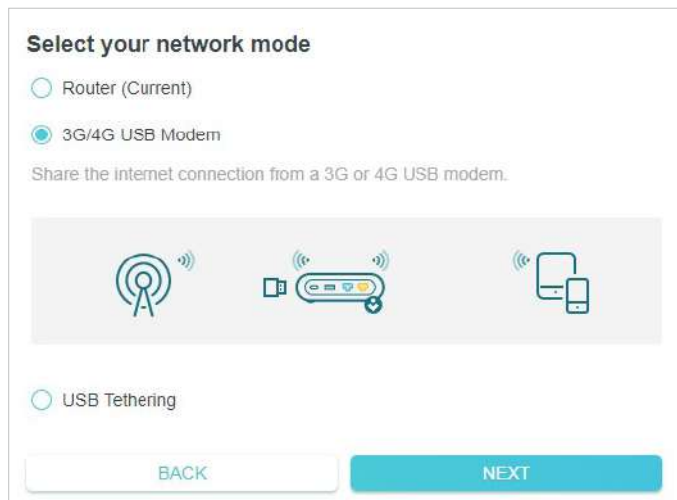 Select your network mode
Router (Current)
3G/4G USB Modem
Share the internet connection from a 3G or 4G USB modem.
USB Tethering
BACK
NEXT